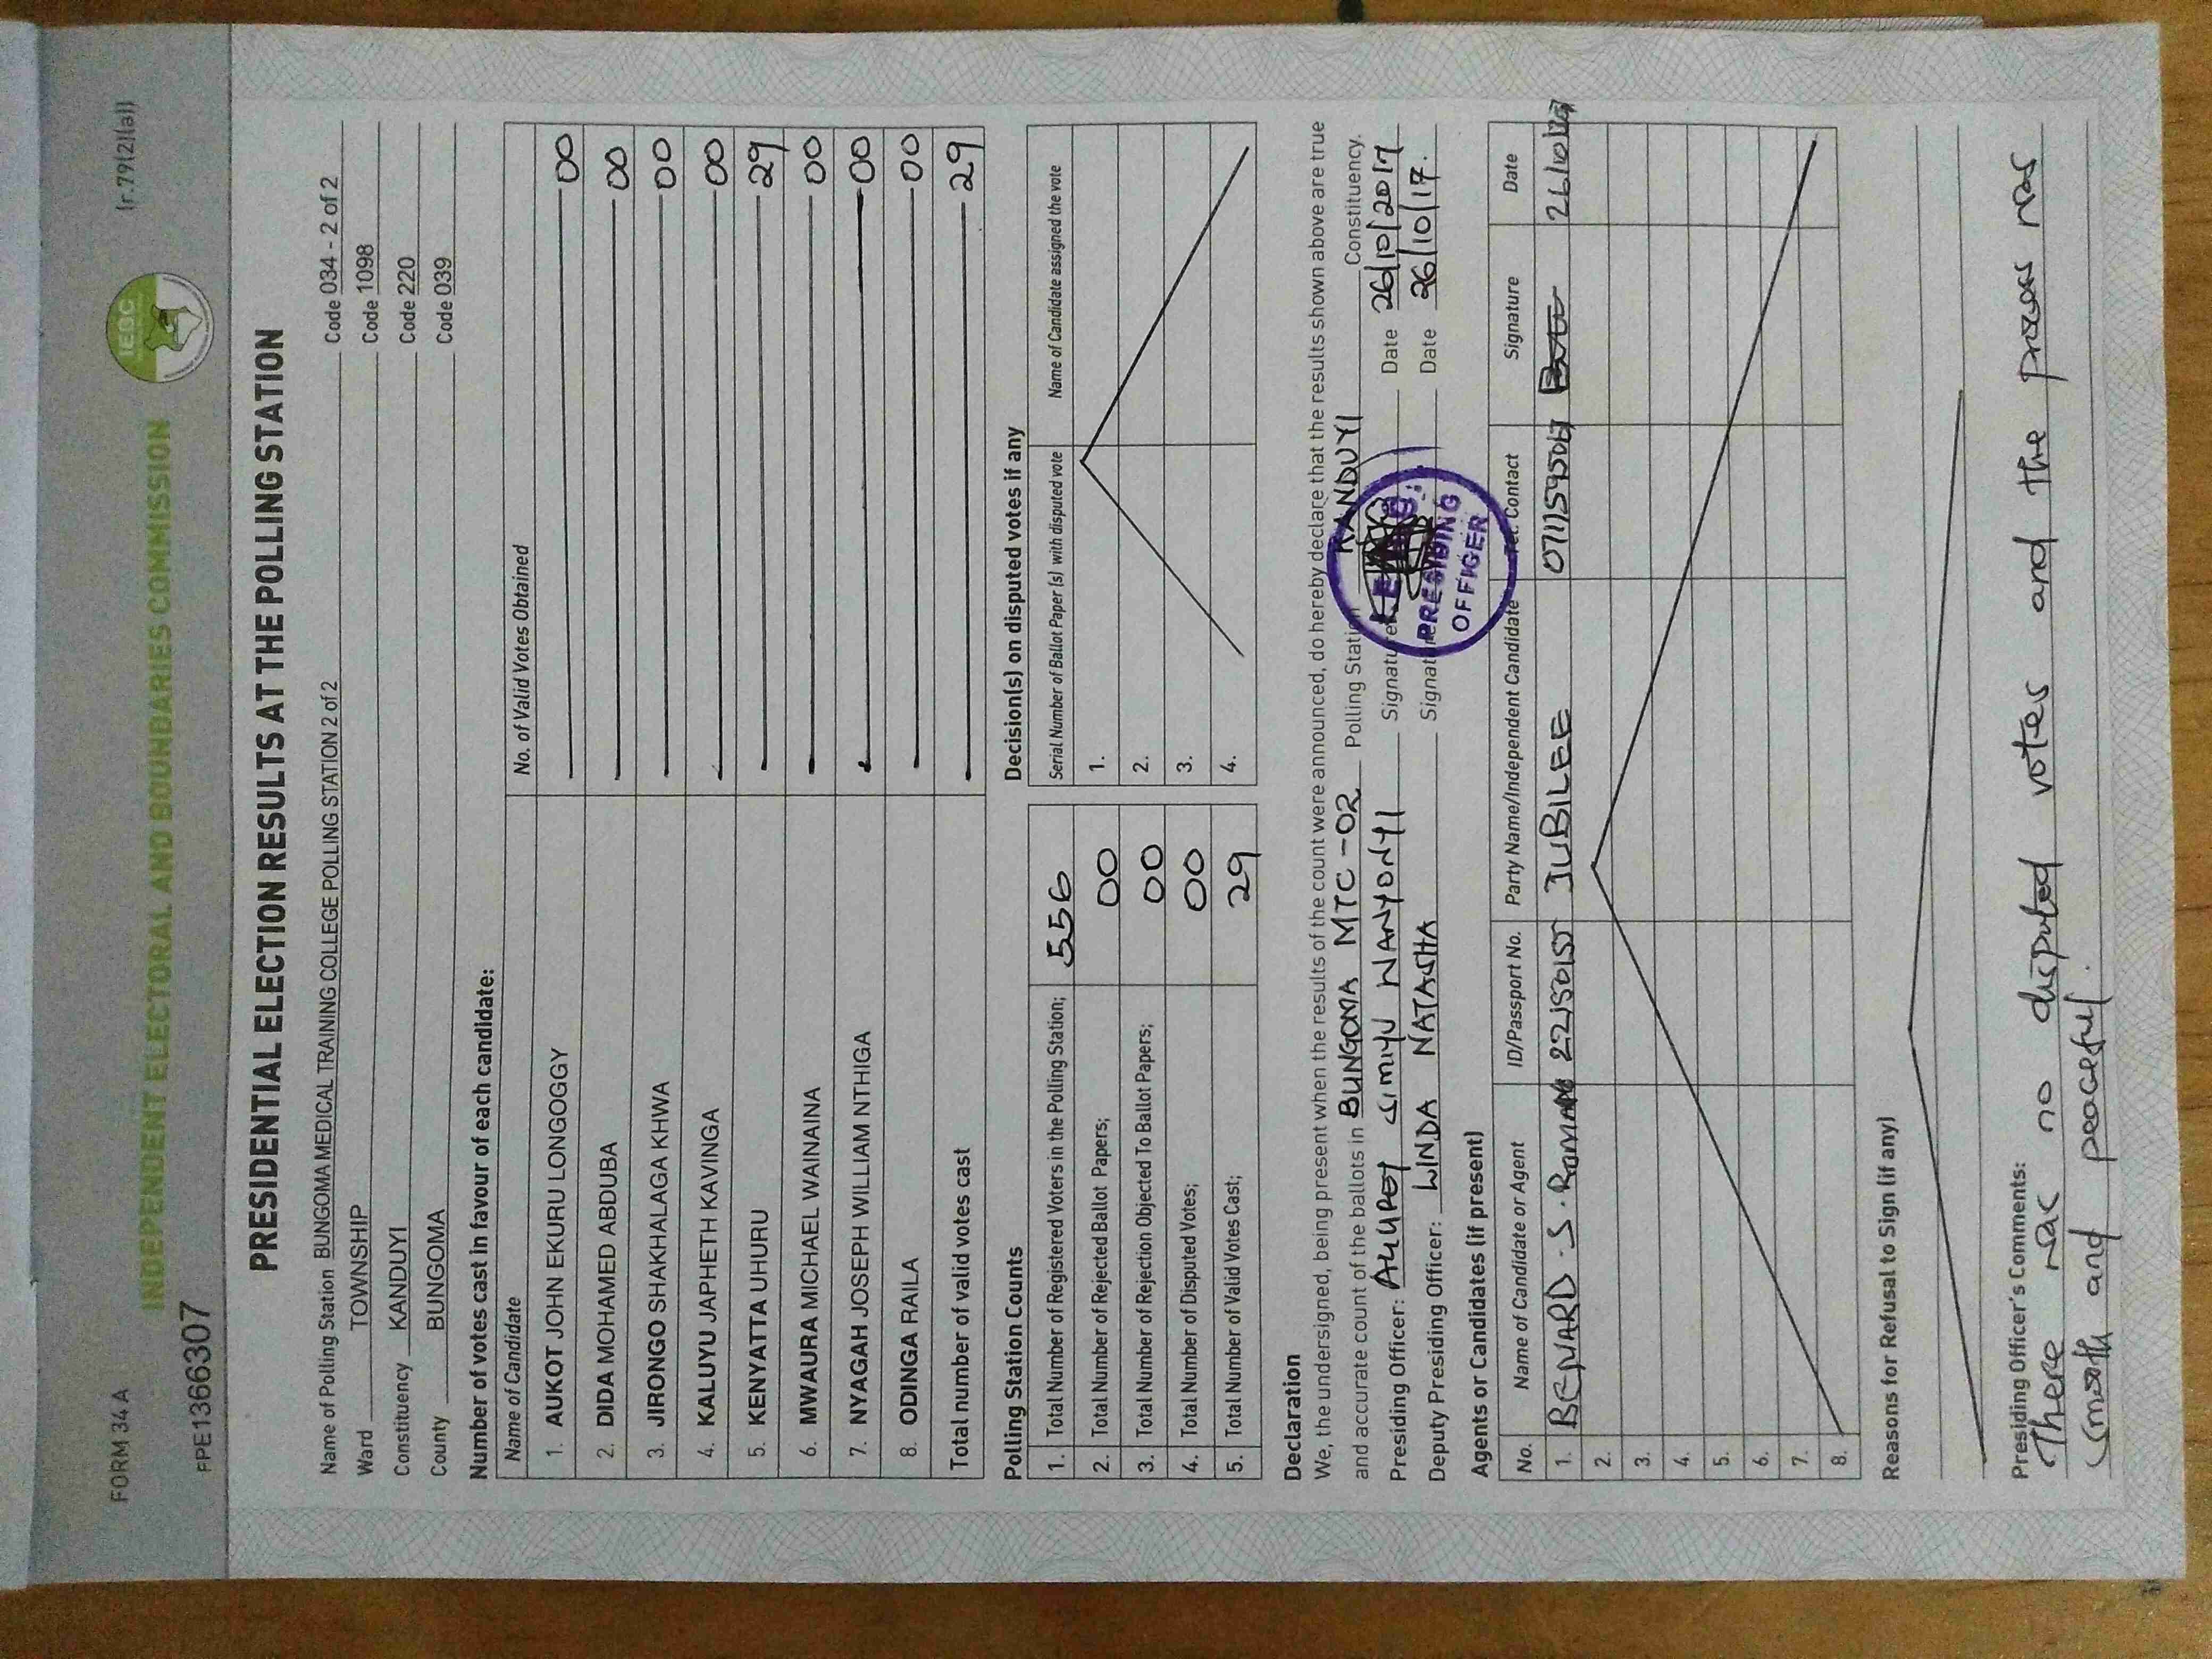 FORM 34 A
(r.79(2)(a))
IEBC
INDEPENDENT ELECTORAL AND BOUNDARIES COMMISSION
FPE1366307
PRESIDENTIAL ELECTION RESULTS AT THE POLLING STATION
Name of Polling Station BUNGOMA MEDICAL TRAINING COLLEGE POLLING STATION 2 of 2 Code 034 - 2 of 2
Ward TOWNSHIP Code 1098
Constituency KANDUYI Code 220
County BUNGOMA Code 039
Number of votes cast in favour of each candidate:
Name of Candidate No. of Valid Votes Obtained
1. AUKOT JOHN EKURU LONGOGGY 00
2. DIDA MOHAMED ABDUBA 00
3. JIRONGO SHAKHALAGA KHWA 00
4. KALUYU JAPHETH KAVINGA 00
5. KENYATTA UHURU 29
6. MWAURA MICHAEL WAINAINA 00
7. NYAGAH JOSEPH WILLIAM NTHIGA 00
8. ODINGA RAILA 00
Total number of valid votes cast 29
Polling Station Counts
1. Total Number of Registered Voters in the Polling Station; 556
2. Total Number of Rejected Ballot Papers; 00
3. Total Number of Rejection Objected To Ballot Papers; 00
4. Total Number of Disputed Votes; 00
5. Total Number of Valid Votes Cast; 29
Decision(s) on disputed votes if any
Serial Number of Ballot Paper (s) with disputed vote Name of Candidate assigned the vote
1.
2.
3.
4.
Declaration
We, the undersigned, being present when the results of the count were announced, do hereby declare that the results shown above are true
and accurate count of the ballots in BUNGOMA MTC - 02 Polling Station KANDUYI Constituency.
Presiding Officer: SIMIYU WANYONYI Signature Date 26/10/2017
Deputy Presiding Officer: LINDA NATASHA Signature Date 26/10/17.
PRESIDING OFFICER
Agents or Candidates (if present)
No. Name of Candidate or Agent ID/Passport No. Party Name/Independent Candidate Tel. Contact Signature Date
1. JUBILEE
2.
3.
4.
5.
6.
7.
8.
Reasons for Refusal to Sign (if any)
Presiding Officer's Comments:
There was no disputed votes and the process was
smooth and peaceful.